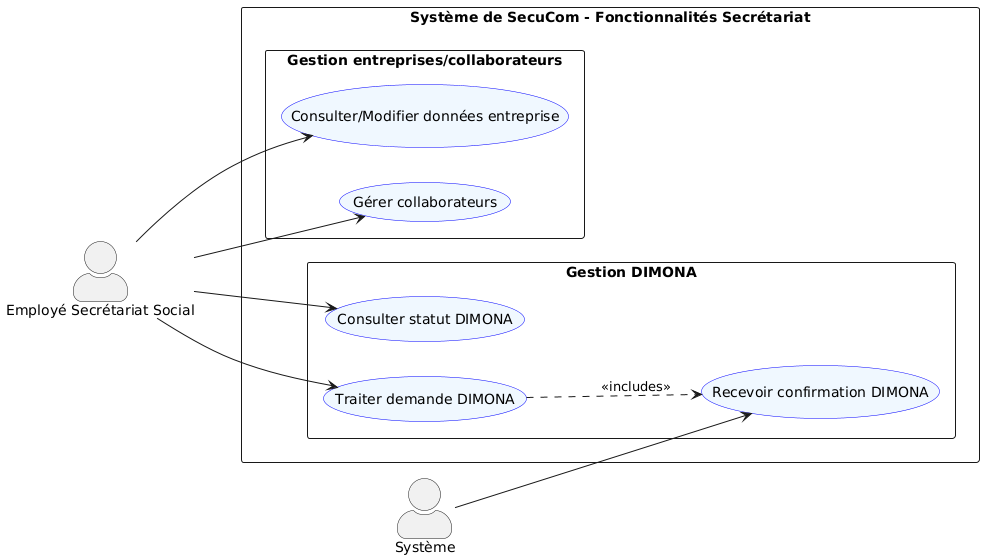 Système de SecuCom - Fonctionnalités Secrétariat
Gestion entreprises/collaborateurs
Consulter/Modifier données entreprise
Gérer collaborateurs
Employé Secrétariat Social
Gestion DIMONA
Consulter statut DIMONA
Traiter demande DIMONA
«includes»
Recevoir confirmation DIMONA
Système